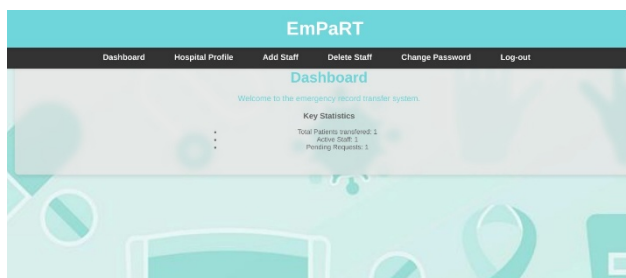 EmPaRT
Dashboard Hospital Profile Add Staff Delete Staff Change Password Log-out
Dashboard
Welcome to the emergency record transfer system.
Key Statistics
Total Patients transfered: 1
Active Staff: 1
Pending Requests: 1